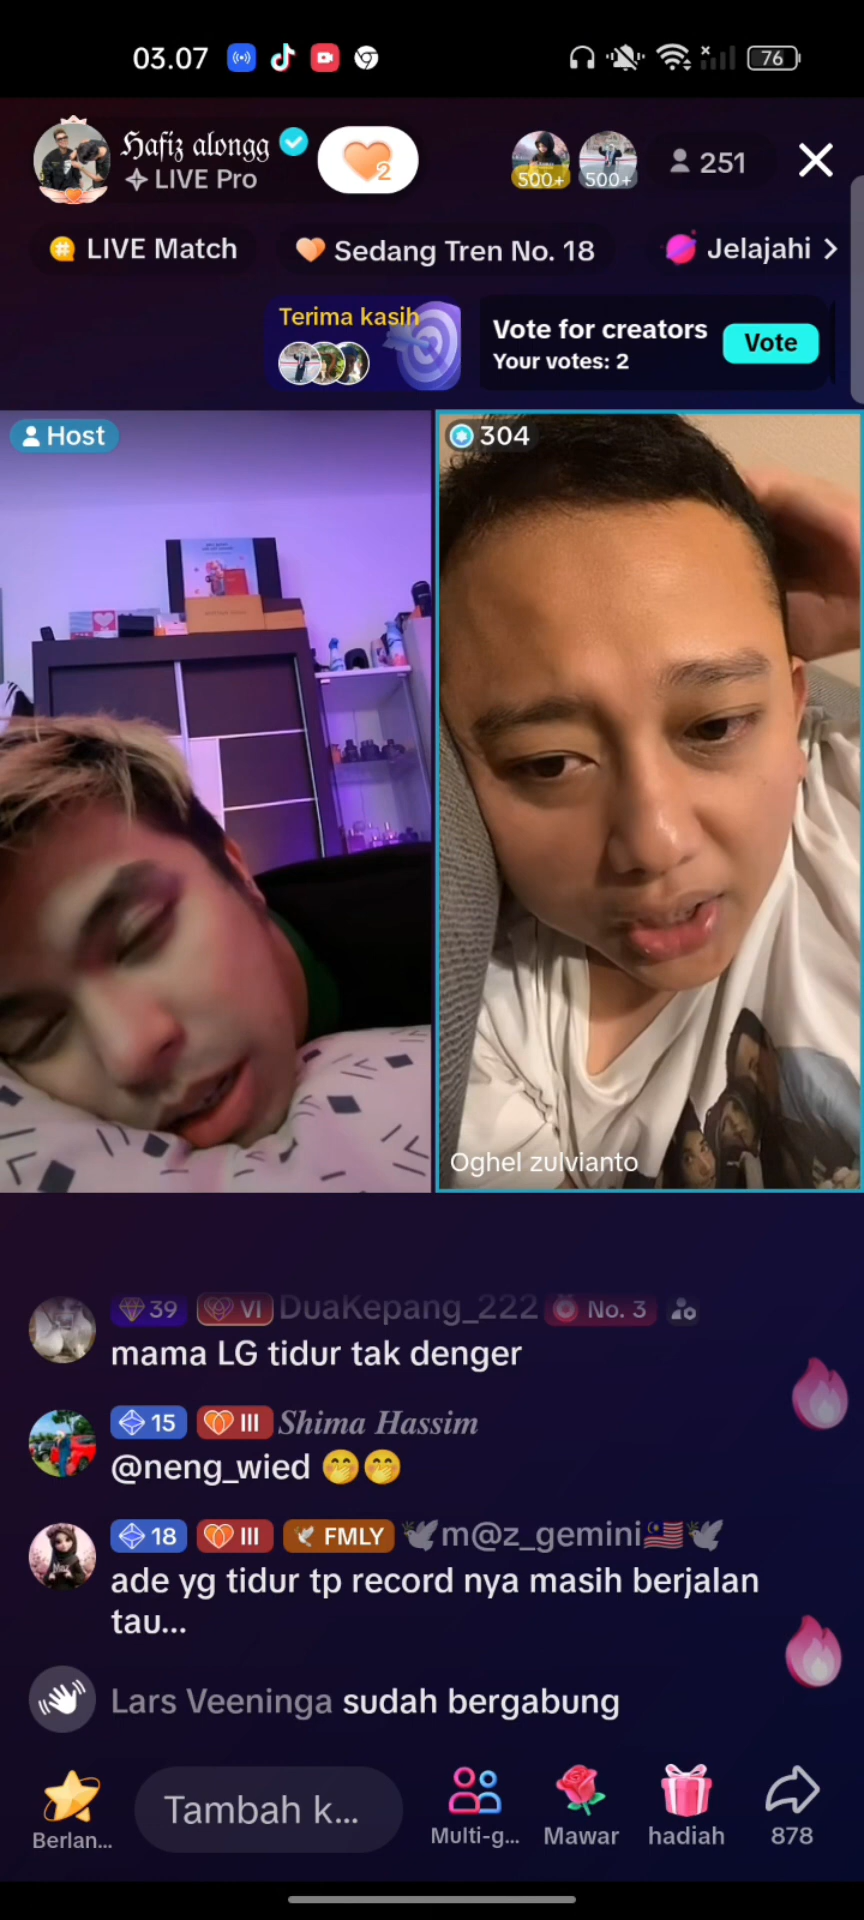 03.07
76
Hafiz alongg
LIVE Pro
2
500+
500+
251
LIVE Match
Sedang Tren No. 18
Jelajahi
Terima kasih
Vote for creators
Your votes: 2
Vote
Host
304
Oghel zulvianto
39 VI DuaKepang_222 No. 3
mama LG tidur tak denger
15 III Shima Hassim
@neng_wied 🤭🤭
18 III FMLY 🕊m@z_gemini🇲🇾🕊
ade yg tidur tp record nya masih berjalan
tau...
Lars Veeninga sudah bergabung
Tambah k...
Berlan...
Multi-g...
Mawar
hadiah
878